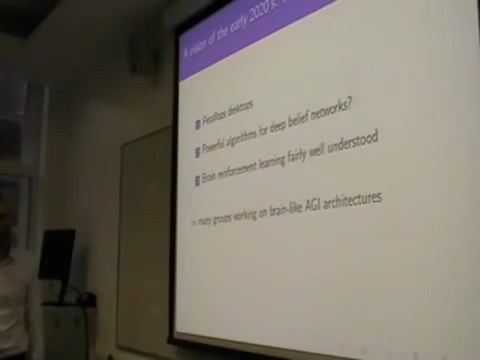 A vision of the early 2020's:
Petaflops desktops
Powerful algorithms for deep belief networks?
Brain reinforcement learning fairly well understood
⇒ many groups working on brain-like AGI architectures